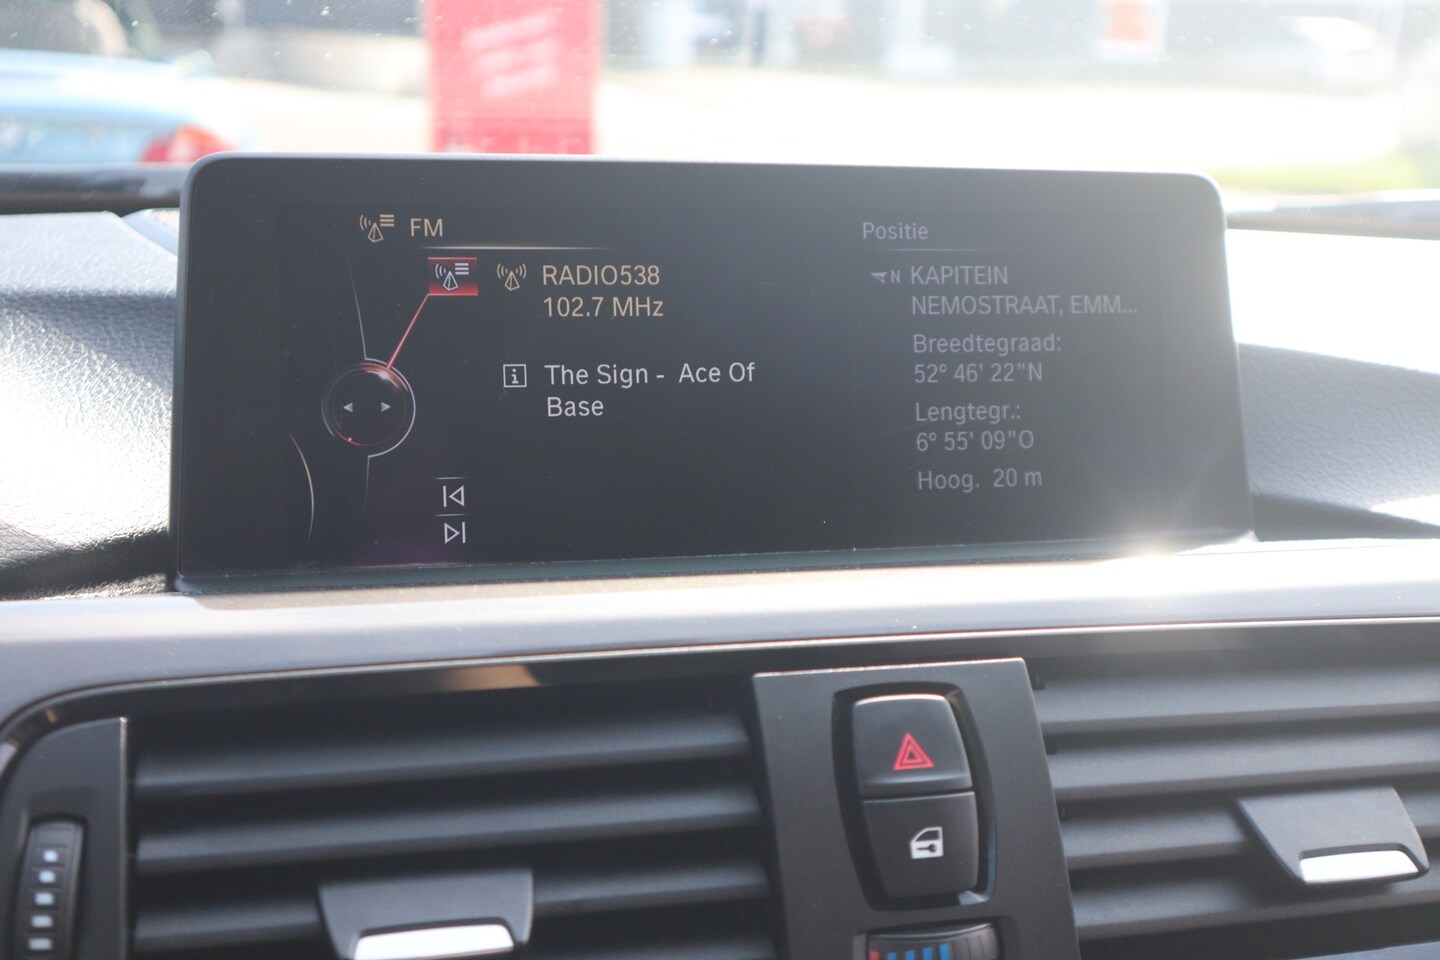 FM
RADIO538
102.7 MHz
The Sign - Ace Of
Base
Positie
N KAPITEIN
NEMOSTRAAT, EMM...
Breedtegraad:
52° 46' 22"N
Lengtegr.:
6° 55' 09"O
Hoog. 20 m